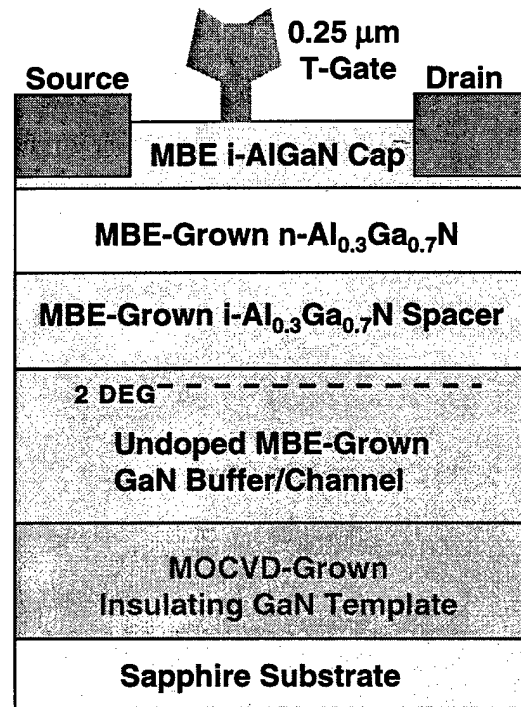 0.25 μm
T-Gate
Source
Drain
MBE i-AlGaN Cap
MBE-Grown n-Al0.3Ga0.7N
MBE-Grown i-Al0.3Ga0.7N Spacer
2 DEG
Undoped MBE-Grown
GaN Buffer/Channel
MOCVD-Grown
Insulating GaN Template
Sapphire Substrate